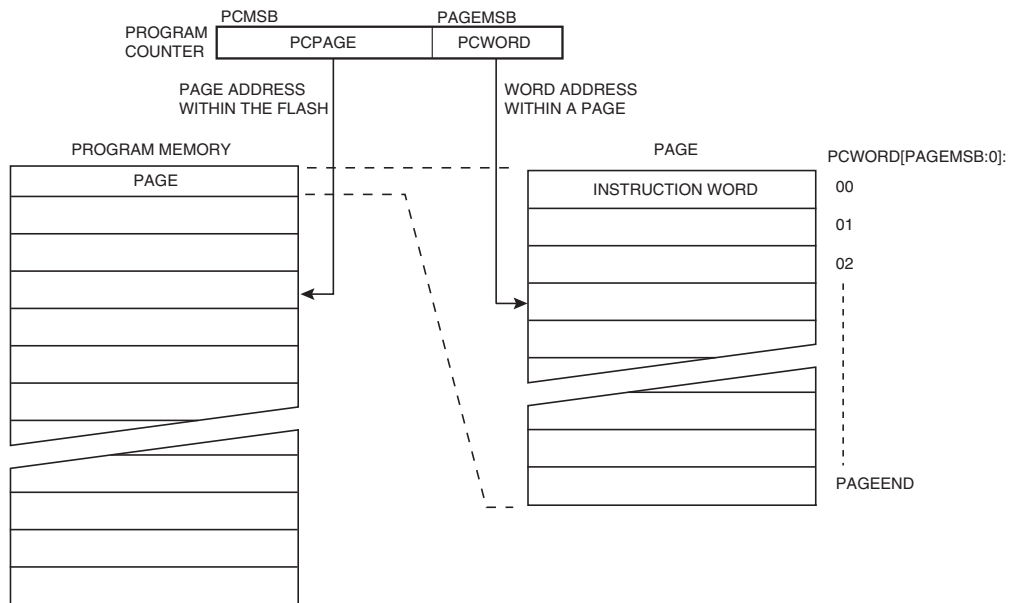 PCMSB PAGEMSB
PROGRAM
COUNTER
PCPAGE PCWORD
PAGE ADDRESS
WITHIN THE FLASH
WORD ADDRESS
WITHIN A PAGE
PROGRAM MEMORY
PAGE
PAGE
PCWORD[PAGEMSB:0]:
INSTRUCTION WORD
00
01
02
PAGEEND